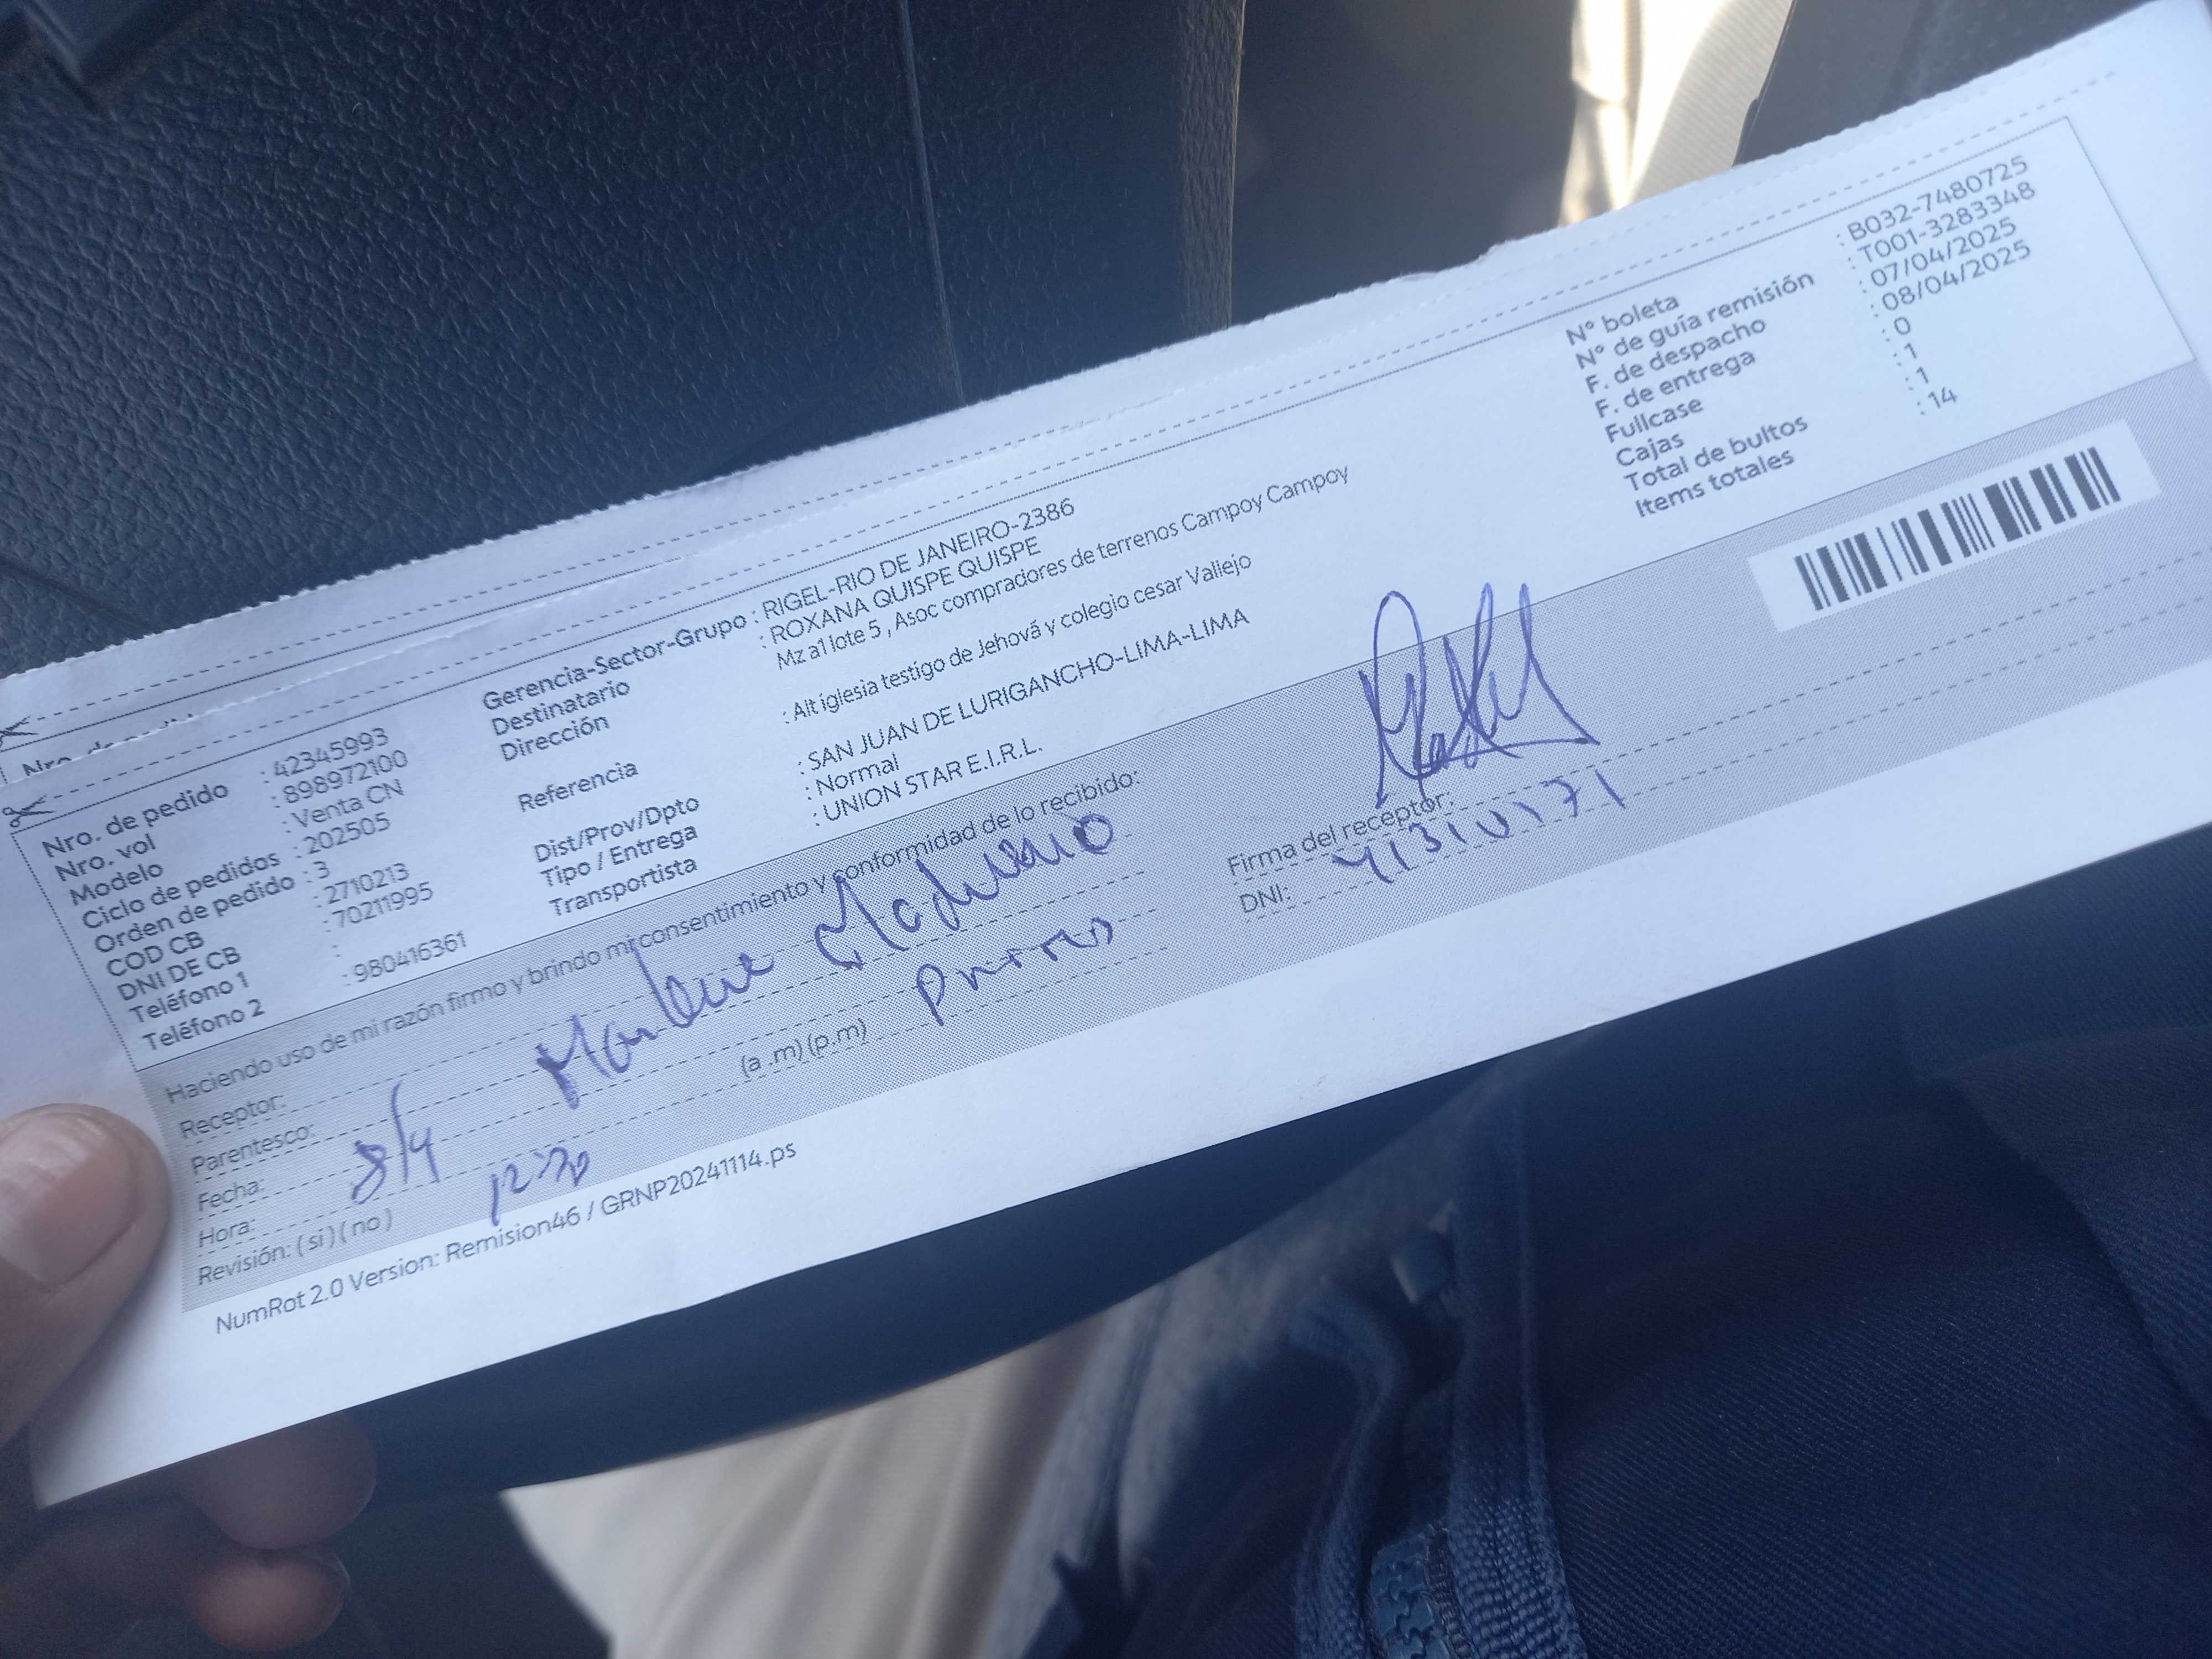 Nro. de pedido : 42345993
Nro. vol : 898972100
Modelo : Venta CN
Ciclo de pedidos : 202505
Orden de pedido : 3
COD CB : 2710213
DNI DE CB : 70211995
Teléfono 1 :
Teléfono 2 : 980416361
Gerencia-Sector-Grupo : RIGEL-RIO DE JANEIRO-2386
Destinatario : ROXANA QUISPE QUISPE
Dirección Mz a1 lote 5 , Asoc compradores de terrenos Campoy Campoy
Referencia : Alt iglesia testigo de Jehová y colegio cesar Vallejo
Dist/Prov/Dpto : SAN JUAN DE LURIGANCHO-LIMA-LIMA
Tipo / Entrega : Normal
Transportista : UNION STAR E.I.R.L.
N° boleta : B032-7480725
N° de guía remisión : T001-3283348
F. de despacho : 07/04/2025
F. de entrega : 08/04/2025
Fullcase : 0
Cajas : 1
Total de bultos : 1
Items totales : 14
Haciendo uso de mi razón firmo y brindo mi consentimiento y conformidad de lo recibido:
Receptor: Marlene
Parentesco:
Fecha: 8/4
Hora: (a .m) (p.m)
Revisión: ( si ) ( no )
Firma del receptor:
DNI:
NumRot 2.0 Version: Remision46 / GRNP20241114.ps